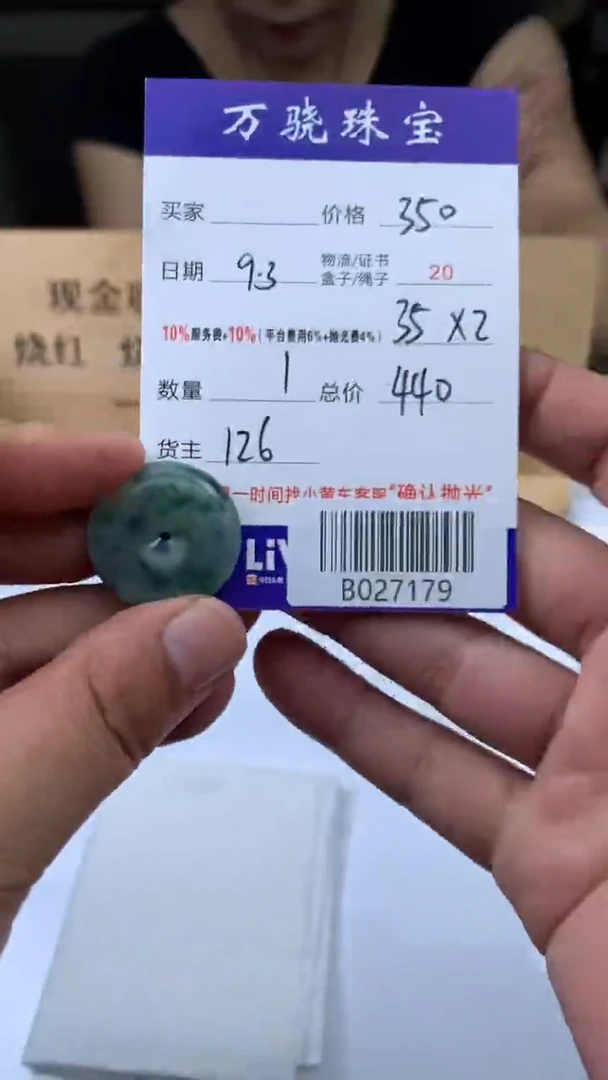 万骁珠宝
买家 价格 350
日期 9.3 物流/证书 盒子/绳子 20
10%服务费+10%(平台费用6%+抛光费4%) 35 X2
数量 1 总价 440
货主 126
一时间找小黄车客服"确认抛光"
LiV
B027179
现金
烧红